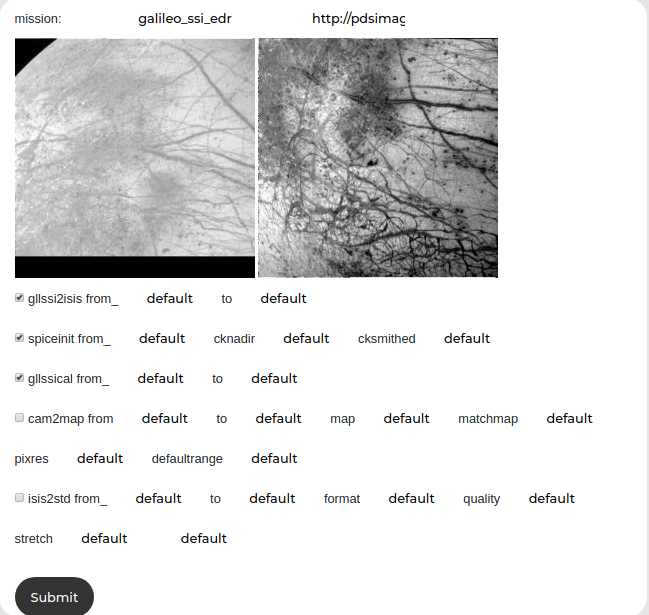 mission: galileo_ssi_edr http://pdsimag
gllssi2isis from_ default to default
spiceinit from_ default cknadir default cksmithed default
gllssical from_ default to default
cam2map from default to default map default matchmap default
pixres default defaultrange default
isis2std from_ default to default format default quality default
stretch default default
Submit